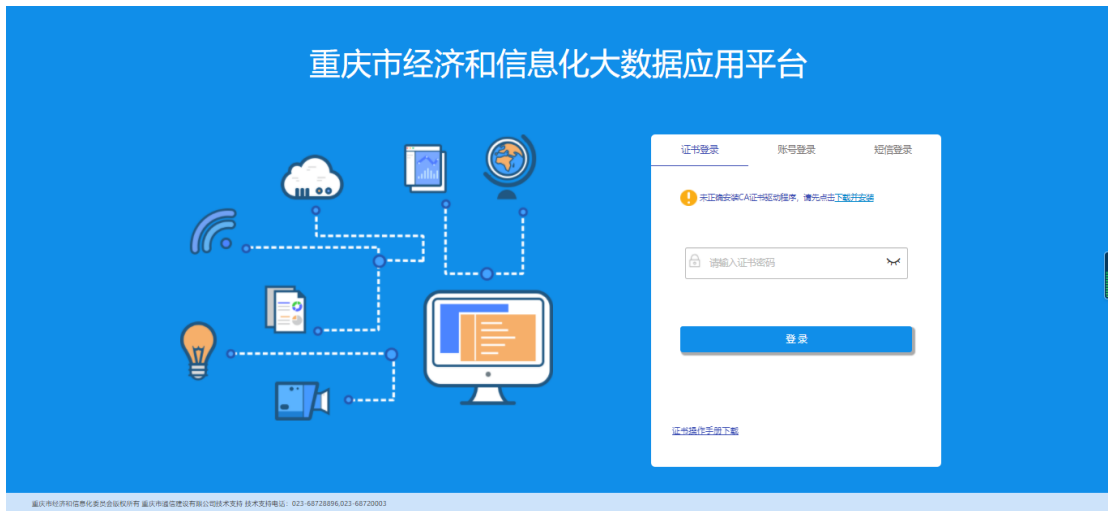 重庆市经济和信息化大数据应用平台
证书登录 账号登录 短信登录
未正确安装CA证书驱动程序，请先点击下载并安装
请输入证书密码
登录
证书操作手册下载
重庆市经济和信息化委员会版权所有 重庆市通信建设有限公司技术支持 技术支持电话：023-68728896,023-68720003